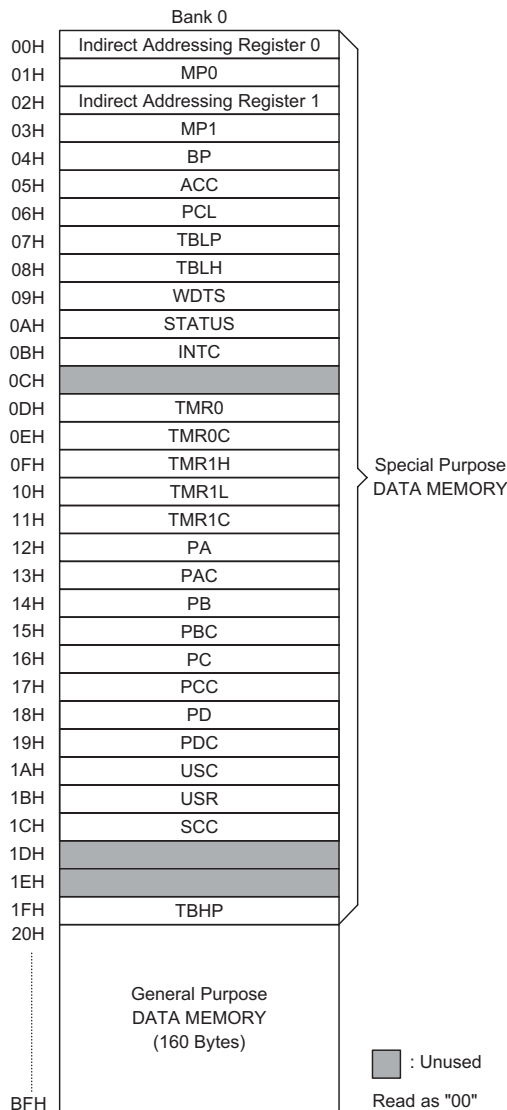 Bank 0
00H Indirect Addressing Register 0
01H MP0
02H Indirect Addressing Register 1
03H MP1
04H BP
05H ACC
06H PCL
07H TBLP
08H TBLH
09H WDTS
0AH STATUS
0BH INTC
0CH
0DH TMR0
0EH TMR0C
0FH TMR1H
10H TMR1L
11H TMR1C
12H PA
13H PAC
14H PB
15H PBC
16H PC
17H PCC
18H PD
19H PDC
1AH USC
1BH USR
1CH SCC
1DH
1EH
1FH TBHP
20H
BFH
Special Purpose
DATA MEMORY
General Purpose
DATA MEMORY
(160 Bytes)
: Unused
Read as "00"